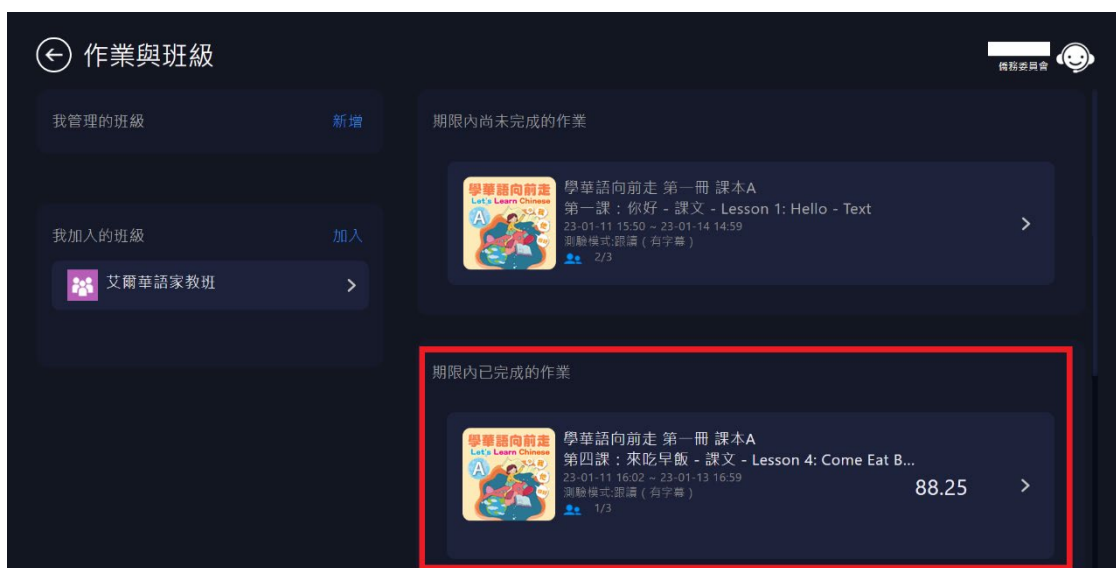 作業與班級
僑務委員會
我管理的班級 新增
我加入的班級 加入
艾爾華語家教班
期限內尚未完成的作業
學華語向前走
Let's Learn Chinese
A
學華語向前走 第一冊 課本A
第一課：你好 - 課文 - Lesson 1: Hello - Text
23-01-11 15:50 ~ 23-01-14 14:59
測驗模式:跟讀 ( 有字幕 )
2/3
期限內已完成的作業
學華語向前走
Let's Learn Chinese
A
學華語向前走 第一冊 課本A
第四課：來吃早飯 - 課文 - Lesson 4: Come Eat B...
23-01-11 16:02 ~ 23-01-13 16:59
測驗模式:跟讀 ( 有字幕 )
1/3
88.25